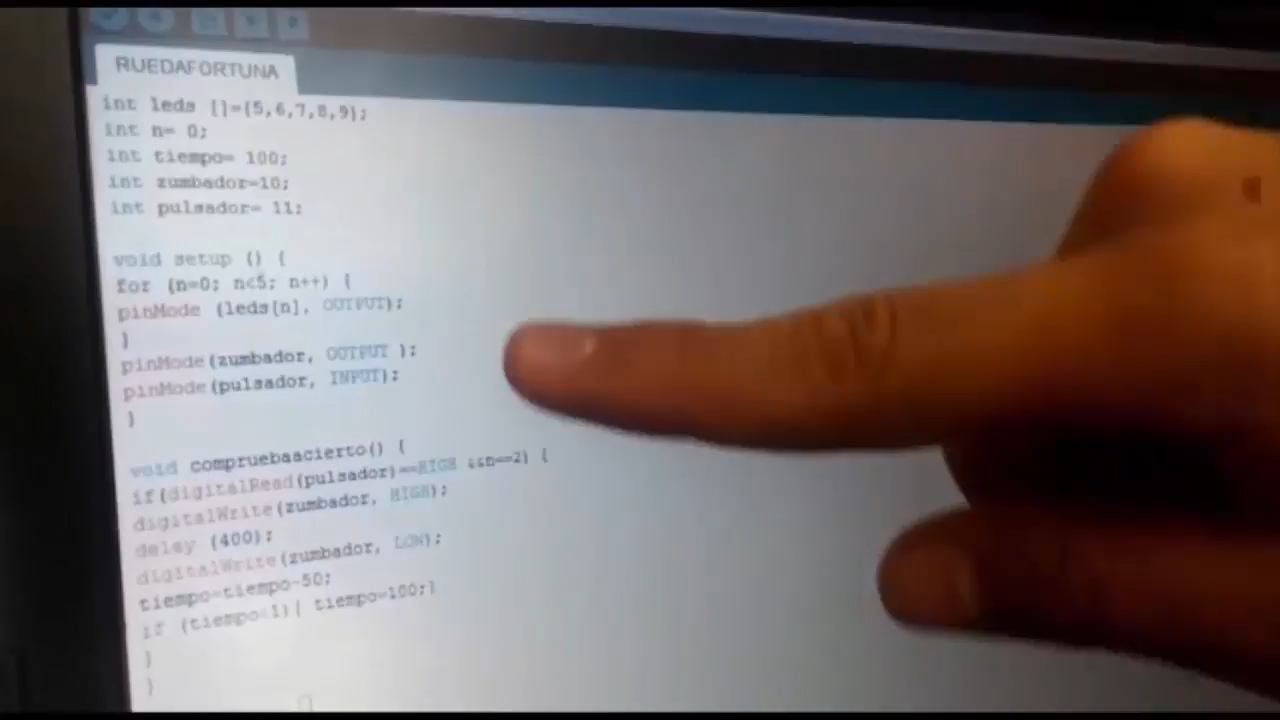 RUEDAFORTUNA
int leds []={5,6,7,8,9};
int n= 0;
int tiempo= 100;
int zumbador=10;
int pulsador= 11;
void setup () {
for (n=0; n<5; n++) {
pinMode (leds[n], OUTPUT);
}
pinMode(zumbador, OUTPUT );
pinMode(pulsador, INPUT);
}
void compruebaacierto() {
if(digitalRead(pulsador)==HIGH &&n==2) {
digitalWrite(zumbador, HIGH);
delay (400);
digitalWrite(zumbador, LOW);
tiempo=tiempo-50;
if (tiempo<1){ tiempo=100;}
}
}